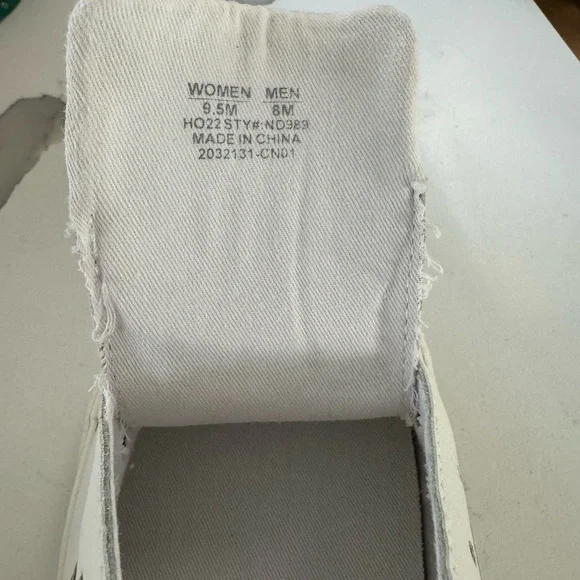 WOMEN MEN
9.5M 8M
HO22 STY#:ND989
MADE IN CHINA
2032131-CN01